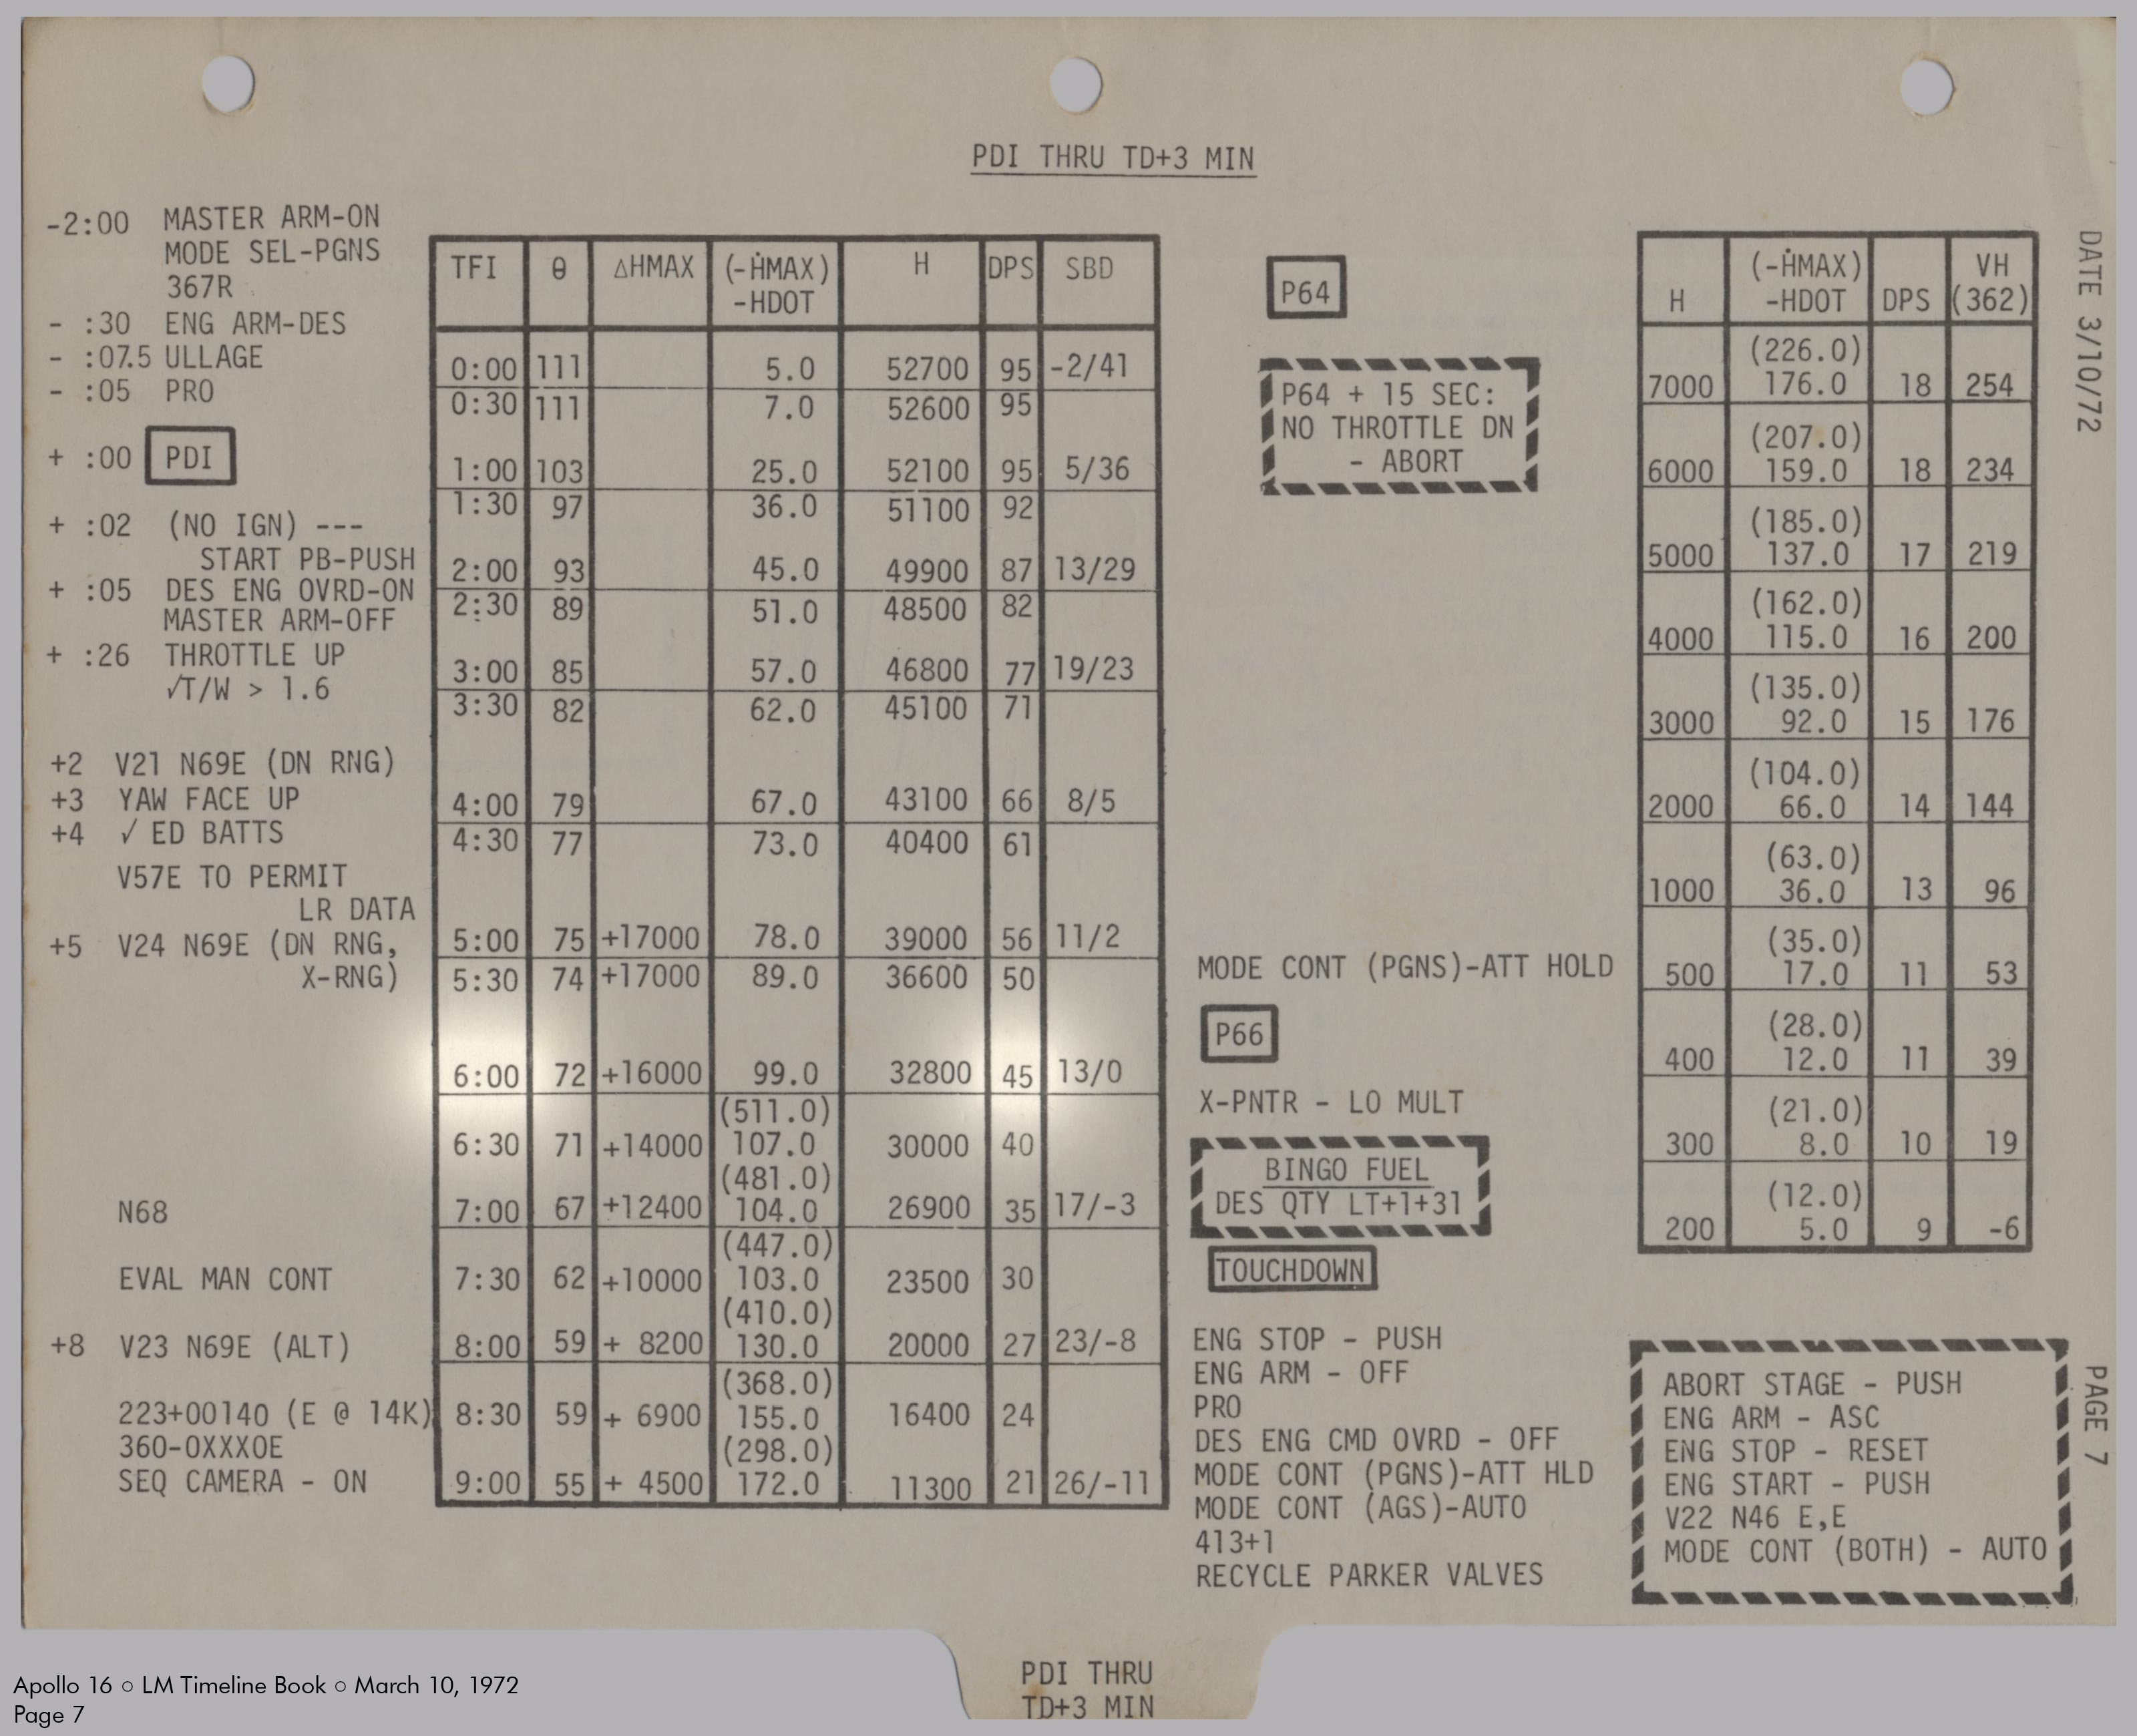 PDI THRU TD+3 MIN
-2:00 MASTER ARM-ON
MODE SEL-PGNS
367R
- :30 ENG ARM-DES
- :07.5 ULLAGE
- :05 PRO
+ :00 PDI
+ :02 (NO IGN) ---
START PB-PUSH
+ :05 DES ENG OVRD-ON
MASTER ARM-OFF
+ :26 THROTTLE UP
√T/W > 1.6
+2 V21 N69E (DN RNG)
+3 YAW FACE UP
+4 √ ED BATTS
V57E TO PERMIT
LR DATA
+5 V24 N69E (DN RNG,
X-RNG)
N68
EVAL MAN CONT
+8 V23 N69E (ALT)
223+00140 (E @ 14K)
360-0XXX0E
SEQ CAMERA - ON
TFI θ ΔHMAX (-ḢMAX) H DPS SBD
-HDOT
0:00 111 5.0 52700 95 -2/41
0:30 111 7.0 52600 95
1:00 103 25.0 52100 95 5/36
1:30 97 36.0 51100 92
2:00 93 45.0 49900 87 13/29
2:30 89 51.0 48500 82
3:00 85 57.0 46800 77 19/23
3:30 82 62.0 45100 71
4:00 79 67.0 43100 66 8/5
4:30 77 73.0 40400 61
5:00 75 +17000 78.0 39000 56 11/2
5:30 74 +17000 89.0 36600 50
6:00 72 +16000 99.0 32800 45 13/0
(511.0)
6:30 71 +14000 107.0 30000 40
(481.0)
7:00 67 +12400 104.0 26900 35 17/-3
(447.0)
7:30 62 +10000 103.0 23500 30
(410.0)
8:00 59 + 8200 130.0 20000 27 23/-8
(368.0)
8:30 59 + 6900 155.0 16400 24
(298.0)
9:00 55 + 4500 172.0 11300 21 26/-11
P64
P64 + 15 SEC:
NO THROTTLE DN
- ABORT
MODE CONT (PGNS)-ATT HOLD
P66
X-PNTR - LO MULT
BINGO FUEL
DES QTY LT+1+31
TOUCHDOWN
ENG STOP - PUSH
ENG ARM - OFF
PRO
DES ENG CMD OVRD - OFF
MODE CONT (PGNS)-ATT HLD
MODE CONT (AGS)-AUTO
413+1
RECYCLE PARKER VALVES
(-ḢMAX) VH
H -HDOT DPS (362)
(226.0)
7000 176.0 18 254
(207.0)
6000 159.0 18 234
(185.0)
5000 137.0 17 219
(162.0)
4000 115.0 16 200
(135.0)
3000 92.0 15 176
(104.0)
2000 66.0 14 144
(63.0)
1000 36.0 13 96
(35.0)
500 17.0 11 53
(28.0)
400 12.0 11 39
(21.0)
300 8.0 10 19
(12.0)
200 5.0 9 -6
ABORT STAGE - PUSH
ENG ARM - ASC
ENG STOP - RESET
ENG START - PUSH
V22 N46 E,E
MODE CONT (BOTH) - AUTO
DATE 3/10/72
PAGE 7
PDI THRU
TD+3 MIN
Apollo 16 ○ LM Timeline Book ○ March 10, 1972
Page 7